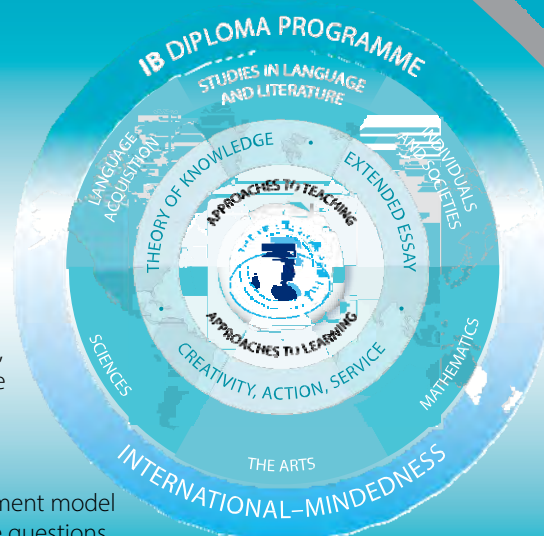 IB DIPLOMA PROGRAMME
STUDIES IN LANGUAGE
AND LITERATURE
LANGUAGE
ACQUISITION
INDIVIDUALS
AND SOCIETIES
THEORY OF KNOWLEDGE
EXTENDED ESSAY
APPROACHES TO TEACHING
APPROACHES TO LEARNING
CREATIVITY, ACTION, SERVICE
SCIENCES
MATHEMATICS
THE ARTS
INTERNATIONAL-MINDEDNESS
ment model
questions